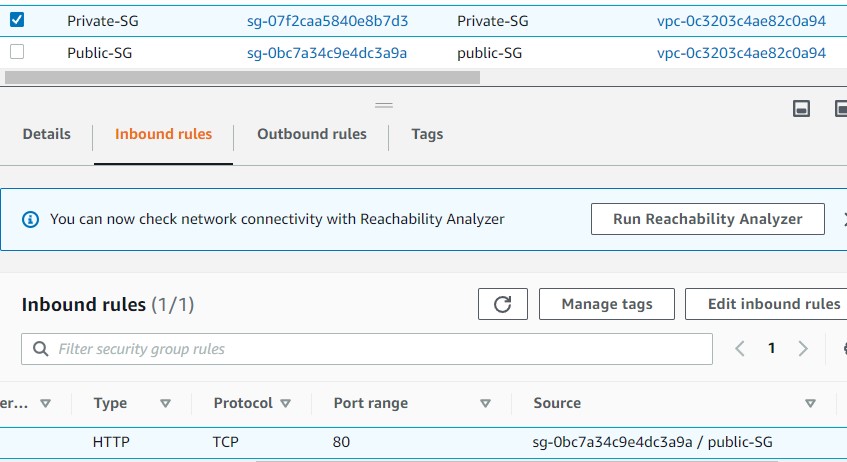 Private-SG sg-07f2caa5840e8b7d3 Private-SG vpc-0c3203c4ae82c0a94
Public-SG sg-0bc7a34c9e4dc3a9a public-SG vpc-0c3203c4ae82c0a94
Details Inbound rules Outbound rules Tags
You can now check network connectivity with Reachability Analyzer Run Reachability Analyzer
Inbound rules (1/1) Manage tags Edit inbound rules
Filter security group rules 1
er... Type Protocol Port range Source
HTTP TCP 80 sg-0bc7a34c9e4dc3a9a / public-SG